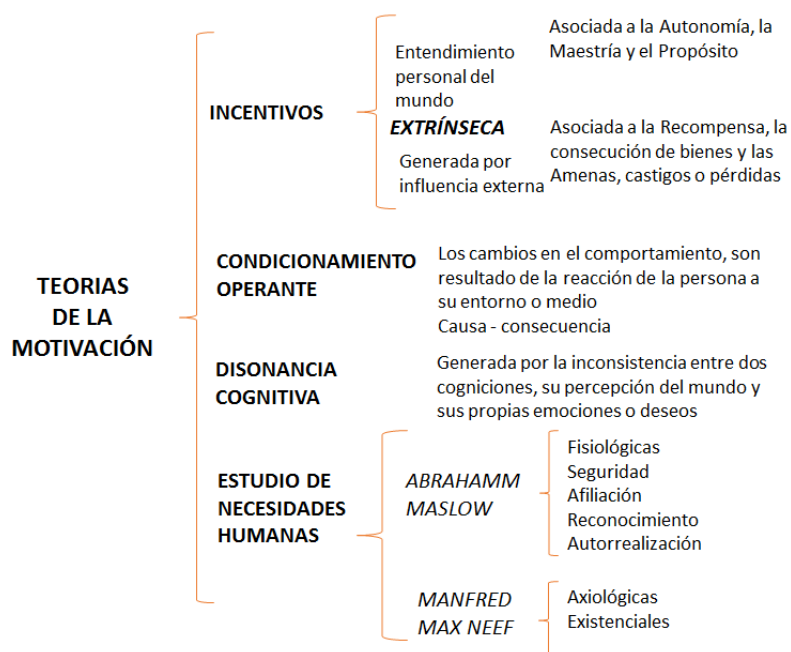 TEORIAS
DE LA
MOTIVACIÓN
INCENTIVOS
Entendimiento
personal del
mundo
Asociada a la Autonomía, la
Maestría y el Propósito
EXTRÍNSECA
Generada por
influencia externa
Asociada a la Recompensa, la
consecución de bienes y las
Amenas, castigos o pérdidas
CONDICIONAMIENTO
OPERANTE
Los cambios en el comportamiento, son
resultado de la reacción de la persona a
su entorno o medio
Causa - consecuencia
DISONANCIA
COGNITIVA
Generada por la inconsistencia entre dos
cogniciones, su percepción del mundo y
sus propias emociones o deseos
ESTUDIO DE
NECESIDADES
HUMANAS
ABRAHAMM
MASLOW
Fisiológicas
Seguridad
Afiliación
Reconocimiento
Autorrealización
MANFRED
MAX NEEF
Axiológicas
Existenciales